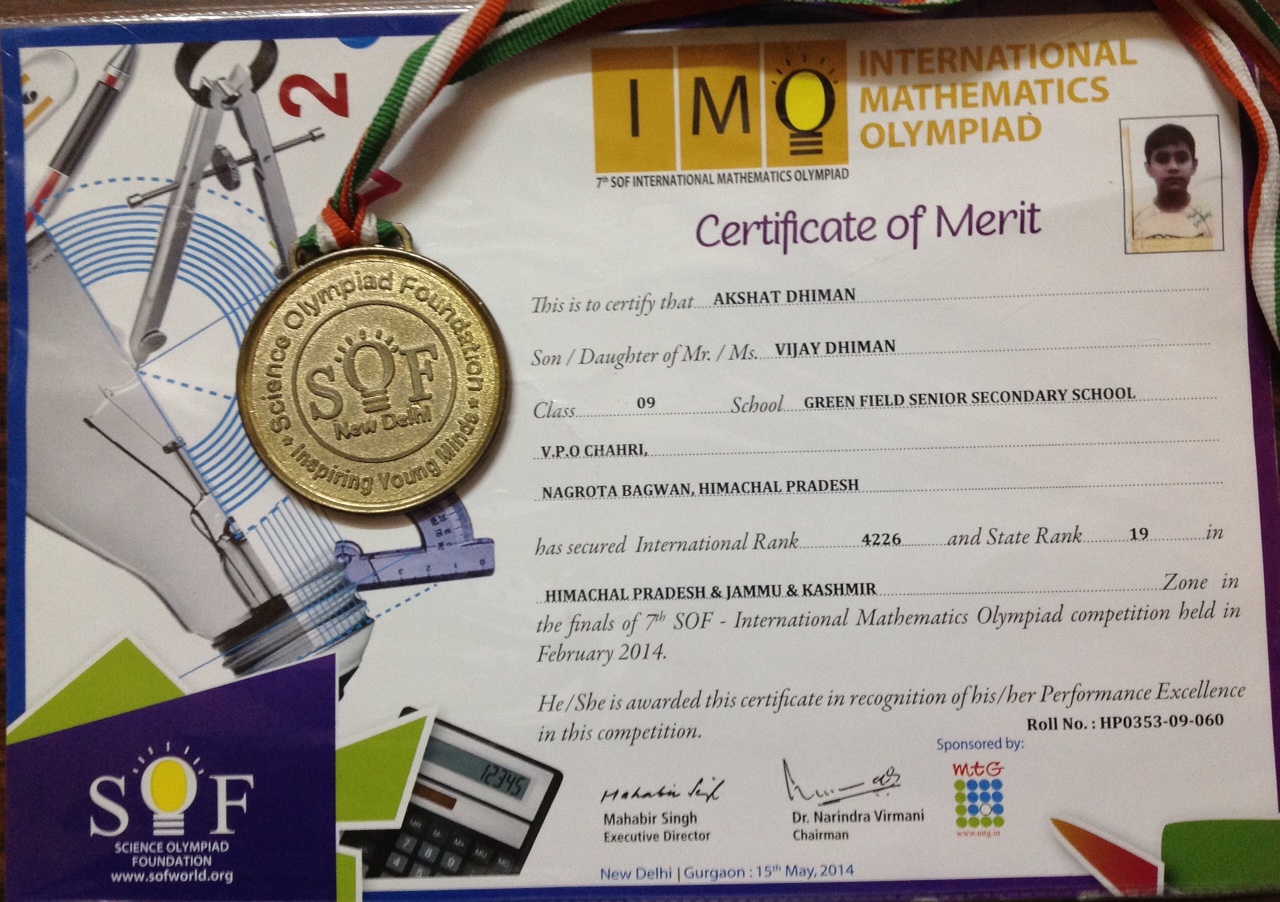 2
IMO
INTERNATIONAL
MATHEMATICS
OLYMPIAD
7th SOF INTERNATIONAL MATHEMATICS OLYMPIAD
Certificate of Merit
Science Olympiad Foundation
SOF
New Delhi
Inspiring Young Minds
This is to certify that AKSHAT DHIMAN
Son / Daughter of Mr. / Ms. VIJAY DHIMAN
Class 09 School GREEN FIELD SENIOR SECONDARY SCHOOL
V.P.O CHAHRI,
NAGROTA BAGWAN, HIMACHAL PRADESH
has secured International Rank 4226 and State Rank 19 in
HIMACHAL PRADESH & JAMMU & KASHMIR Zone in
the finals of 7th SOF - International Mathematics Olympiad competition held in
February 2014.
He/She is awarded this certificate in recognition of his/her Performance Excellence
in this competition.
Roll No. : HP0353-09-060
12345
Mahabir Singh
Mahabir Singh
Executive Director
Dr. Narindra Virmani
Chairman
Sponsored by:
mtG
www.mtg.in
New Delhi | Gurgaon : 15th May, 2014
SOF
SCIENCE OLYMPIAD
FOUNDATION
www.sofworld.org